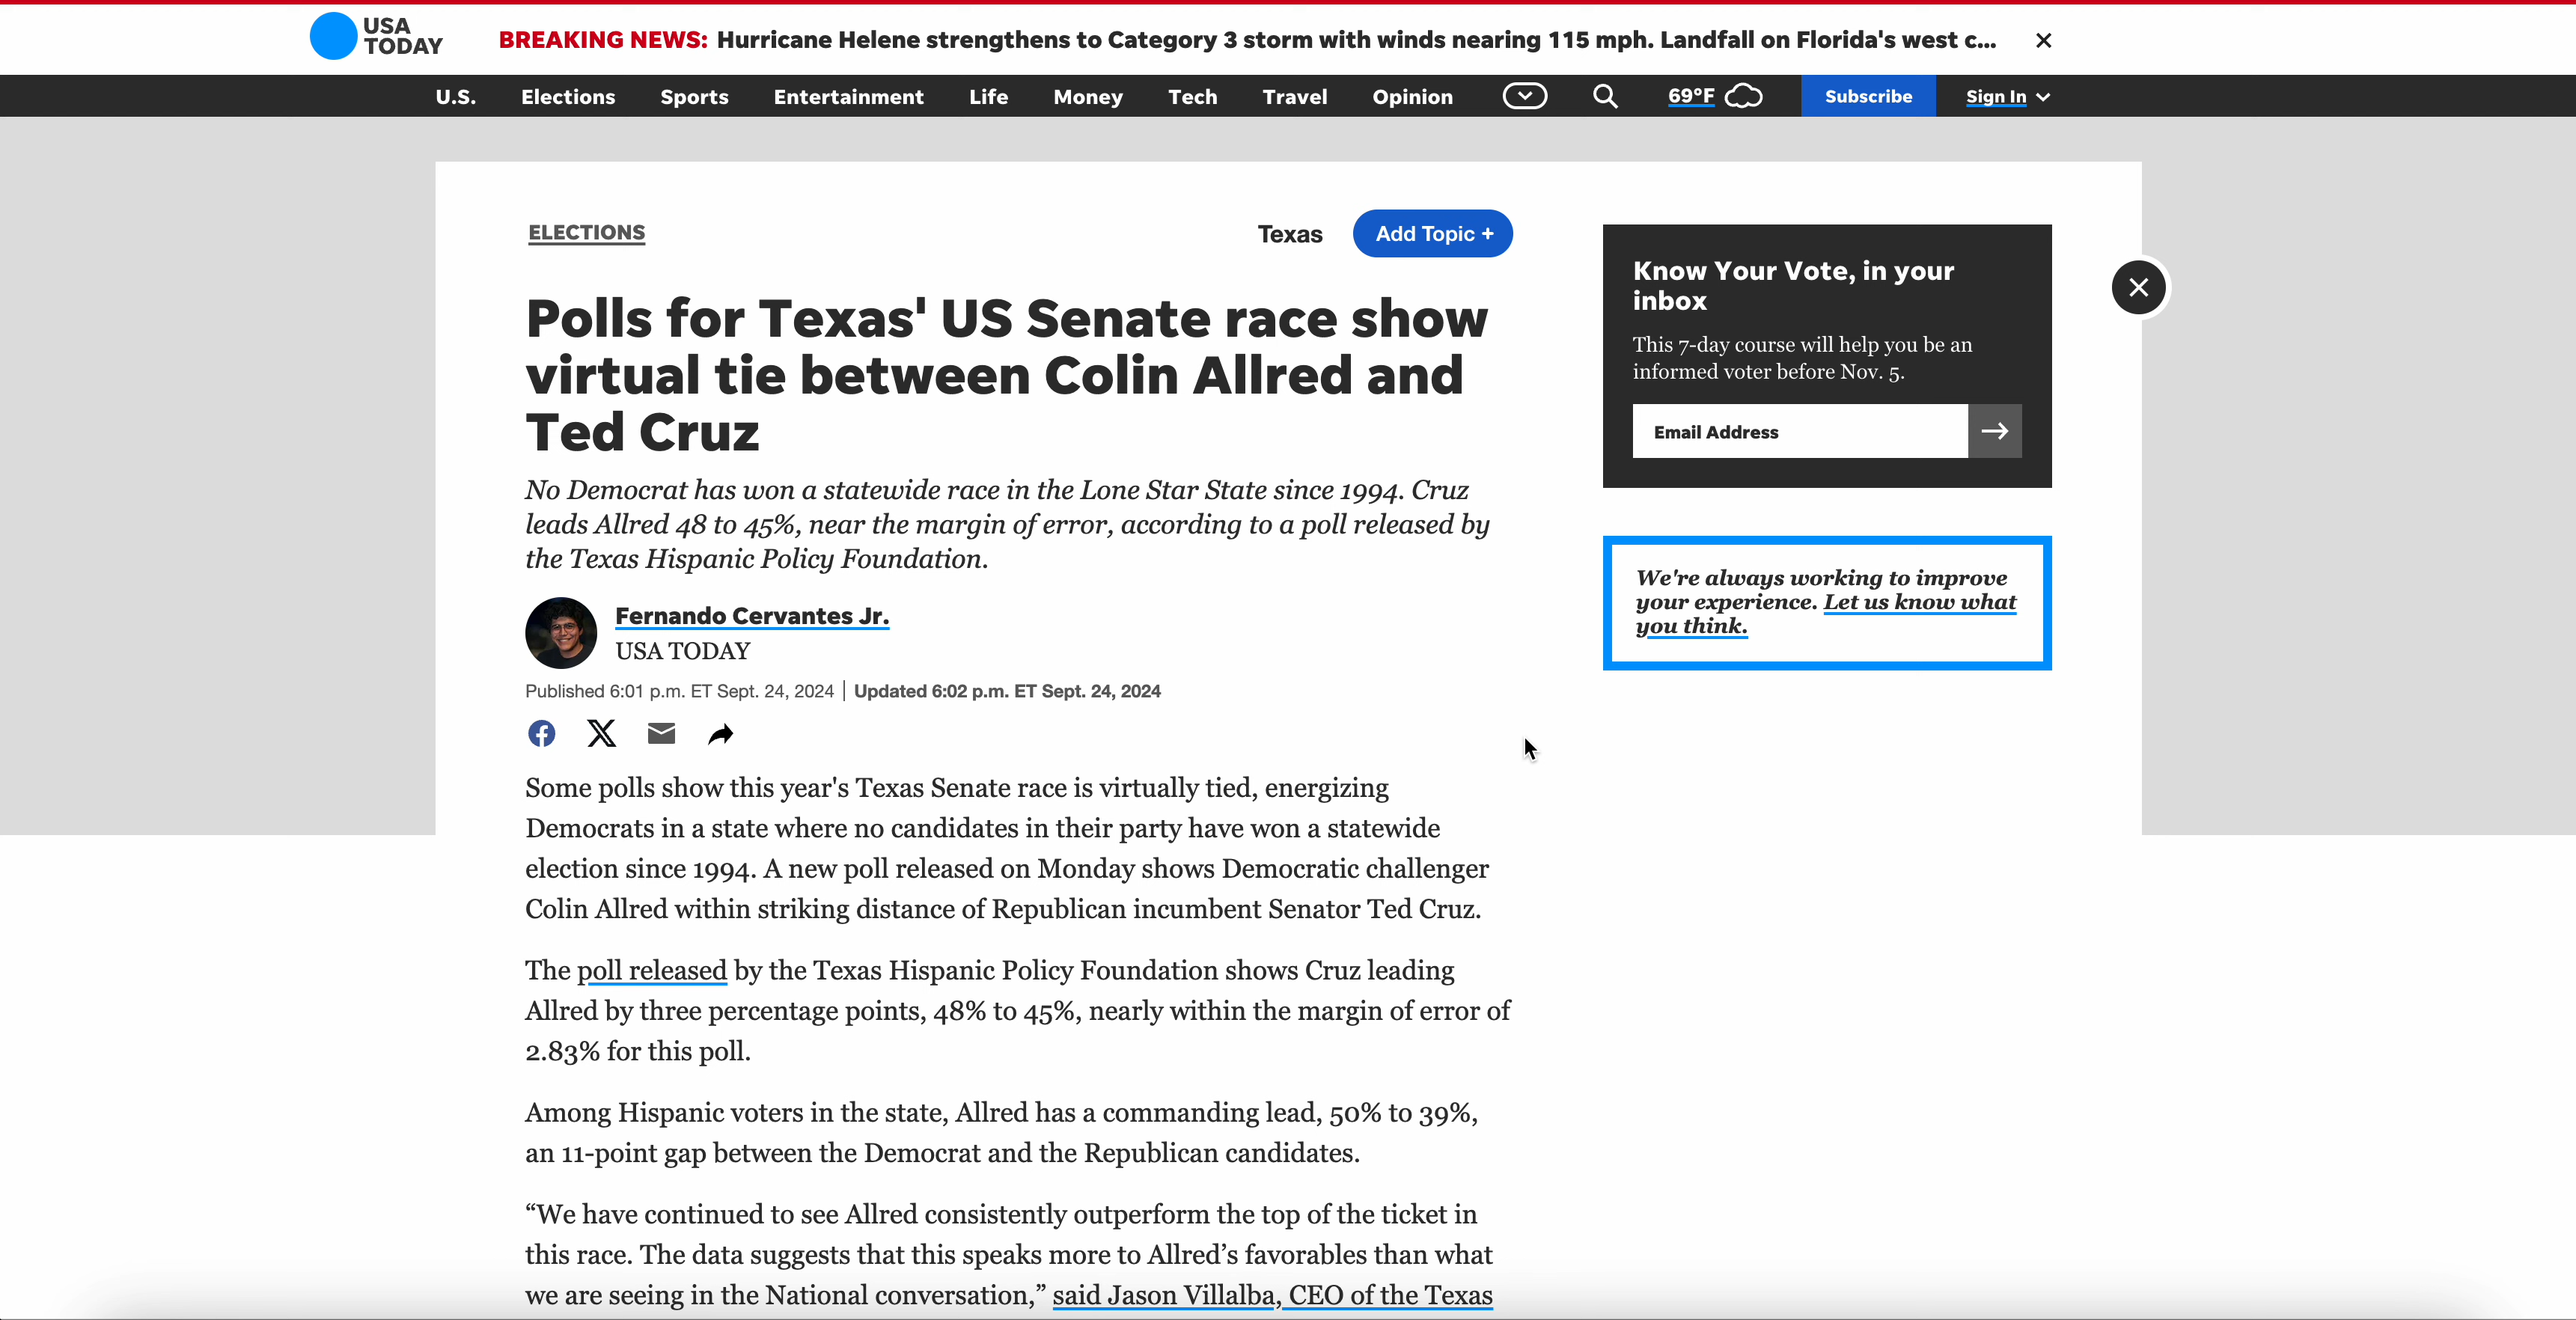 USA
TODAY
BREAKING NEWS: Hurricane Helene strengthens to Category 3 storm with winds nearing 115 mph. Landfall on Florida's west c...
U.S. Elections Sports Entertainment Life Money Tech Travel Opinion 69°F Subscribe Sign In
ELECTIONS
Texas Add Topic +
Polls for Texas' US Senate race show
virtual tie between Colin Allred and
Ted Cruz
No Democrat has won a statewide race in the Lone Star State since 1994. Cruz
leads Allred 48 to 45%, near the margin of error, according to a poll released by
the Texas Hispanic Policy Foundation.
Fernando Cervantes Jr.
USA TODAY
Published 6:01 p.m. ET Sept. 24, 2024 | Updated 6:02 p.m. ET Sept. 24, 2024
Some polls show this year's Texas Senate race is virtually tied, energizing
Democrats in a state where no candidates in their party have won a statewide
election since 1994. A new poll released on Monday shows Democratic challenger
Colin Allred within striking distance of Republican incumbent Senator Ted Cruz.
The poll released by the Texas Hispanic Policy Foundation shows Cruz leading
Allred by three percentage points, 48% to 45%, nearly within the margin of error of
2.83% for this poll.
Among Hispanic voters in the state, Allred has a commanding lead, 50% to 39%,
an 11-point gap between the Democrat and the Republican candidates.
“We have continued to see Allred consistently outperform the top of the ticket in
this race. The data suggests that this speaks more to Allred’s favorables than what
we are seeing in the National conversation,” said Jason Villalba, CEO of the Texas
Know Your Vote, in your
inbox
This 7-day course will help you be an
informed voter before Nov. 5.
Email Address
We're always working to improve
your experience. Let us know what
you think.